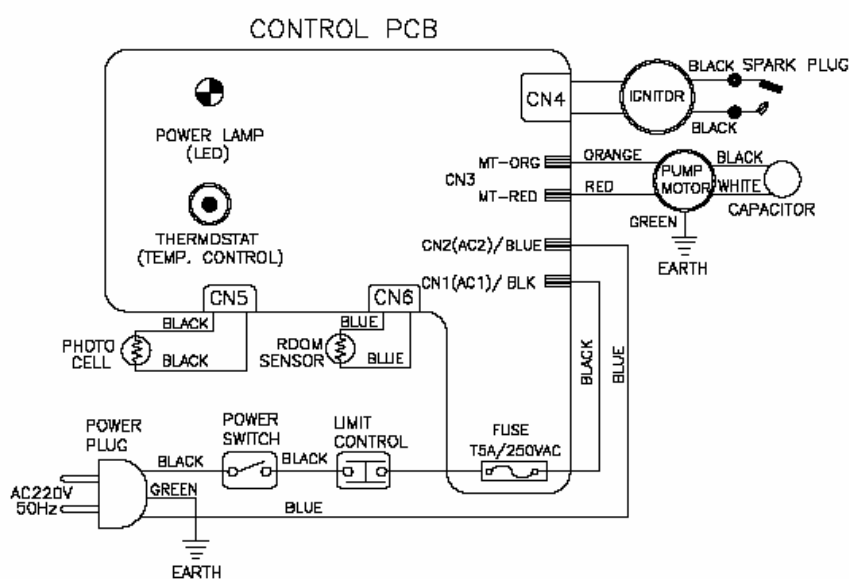 CONTROL PCB
POWER LAMP
(LED)
THERMOSTAT
(TEMP. CONTROL)
CN4
BLACK
SPARK PLUG
IGNITOR
BLACK
MT-ORG
CN3
MT-RED
ORANGE
RED
PUMP
MOTOR
BLACK
WHITE
CAPACITOR
GREEN
EARTH
CN2(AC2)/BLUE
CN1(AC1)/ BLK
CN5
CN6
BLACK
BLACK
PHOTO
CELL
BLUE
BLUE
ROOM
SENSOR
BLACK
BLUE
POWER
PLUG
POWER
SWITCH
LIMIT
CONTROL
FUSE
T5A/250VAC
BLACK
BLACK
GREEN
BLUE
AC220V
50Hz
EARTH